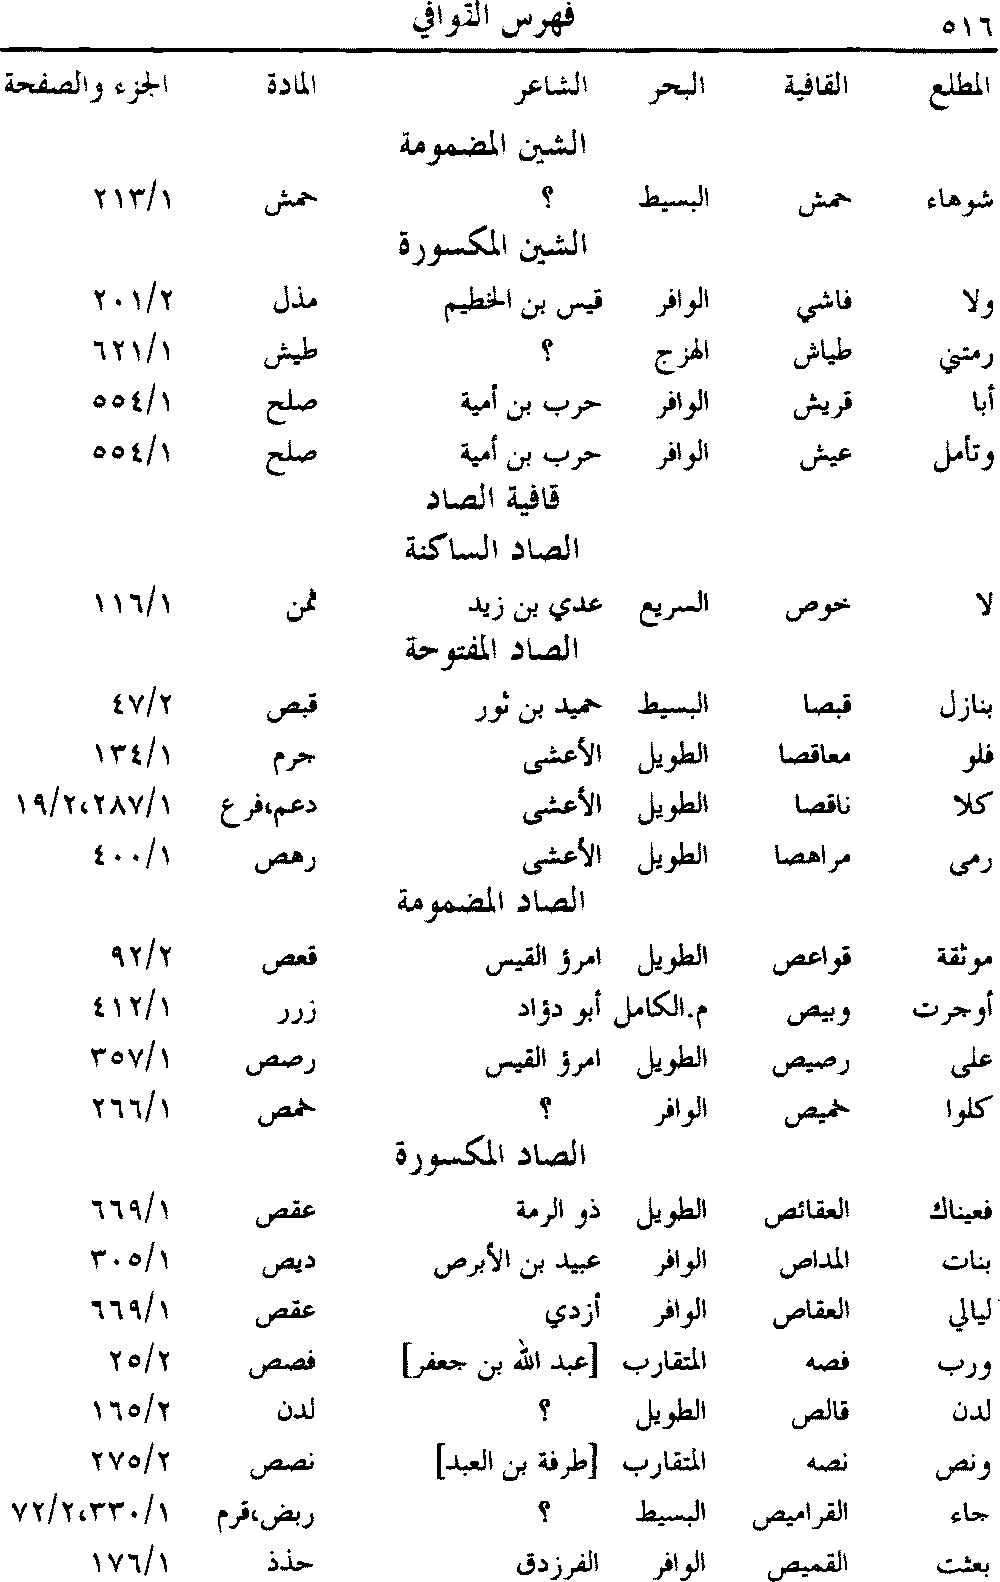 ٥١٦ فهرس القوافي
المطلع القافية البحر الشاعر المادة الجزء والصفحة
الشين المضمومة
شوهاء حمش البسيط ؟ حمش ٢١٣/١
الشين المكسورة
ولا فاشي الوافر قيس بن الخطيم مذل ٢٠١/٢
رمتني طياش الهزج ؟ طيش ٦٢١/١
أبا قريش الوافر حرب بن أمية صلح ٥٥٤/١
وتأمل عيش الوافر حرب بن أمية صلح ٥٥٤/١
قافية الصاد
الصاد الساكنة
لا خوص السريع عدي بن زيد ثمن ١١٦/١
الصاد المفتوحة
بنازل قبصا البسيط حميد بن ثور قبص ٤٧/٢
فلو معاقصا الطويل الأعشى جرم ١٣٤/١
كلا ناقصا الطويل الأعشى دعم،فرع ١٩/٢،٢٨٧/١
رمى مراهصا الطويل الأعشى رهص ٤٠٠/١
الصاد المضمومة
موثقة قواعص الطويل امرؤ القيس قعص ٩٢/٢
أوجرت وبيص م.الكامل أبو دؤاد زرر ٤١٢/١
على رصيص الطويل امرؤ القيس رصص ٣٥٧/١
كلوا خميص الوافر ؟ خمص ٢٦٦/١
الصاد المكسورة
فعيناك العقائص الطويل ذو الرمة عقص ٦٦٩/١
بنات المداص الوافر عبيد بن الأبرص ديص ٣٠٥/١
ليالي العقاص الوافر أزدي عقص ٦٦٩/١
ورب فصه المتقارب [عبد الله بن جعفر] فصص ٢٥/٢
لدن قالص الطويل ؟ لدن ١٦٥/٢
ونص نصه المتقارب [طرفة بن العبد] نصص ٢٧٥/٢
جاء القراميص البسيط ؟ ربض،قرم ٧٢/٢،٣٣٠/١
بعثت القميص الوافر الفرزدق حذذ ١٧٦/١